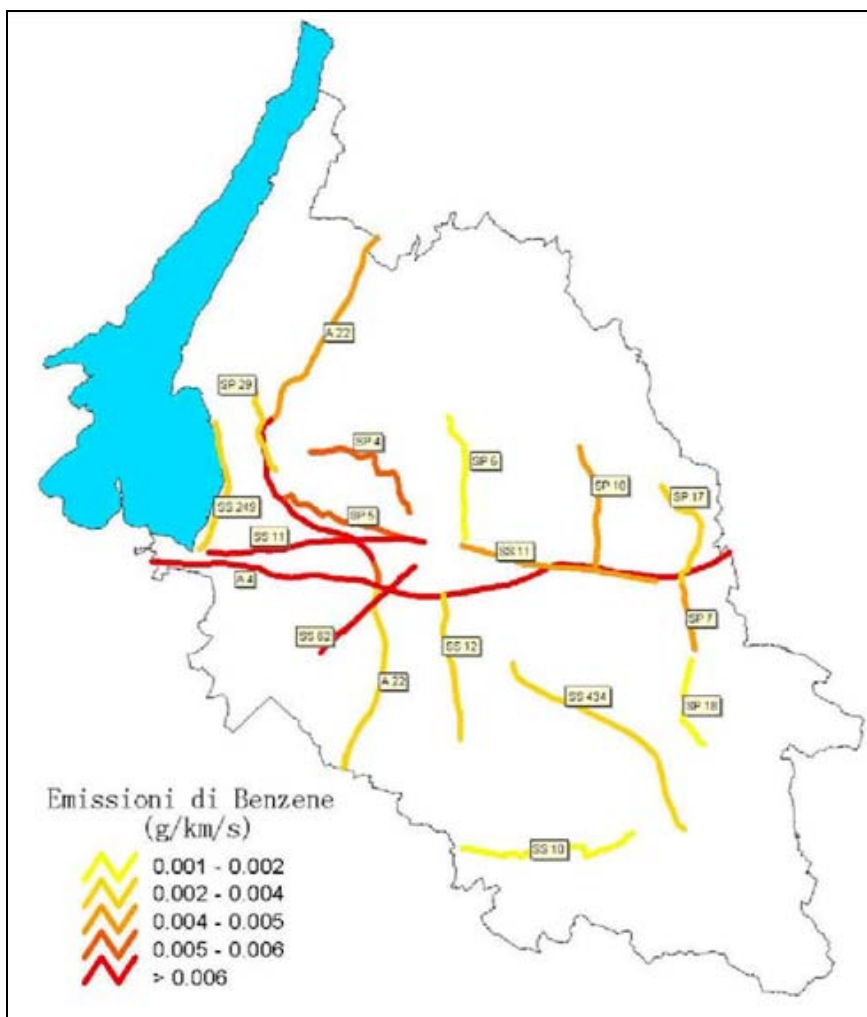 A 22
SP 29
SP 4
SP 6
SP 10
SP 17
SS 249
SP 5
SS 11
SS 11
A 4
SP 7
SS 62
SS 12
A 22
SS 434
SP 18
SS 10
Emissioni di Benzene
(g/km/s)
0.001 - 0.002
0.002 - 0.004
0.004 - 0.005
0.005 - 0.006
> 0.006